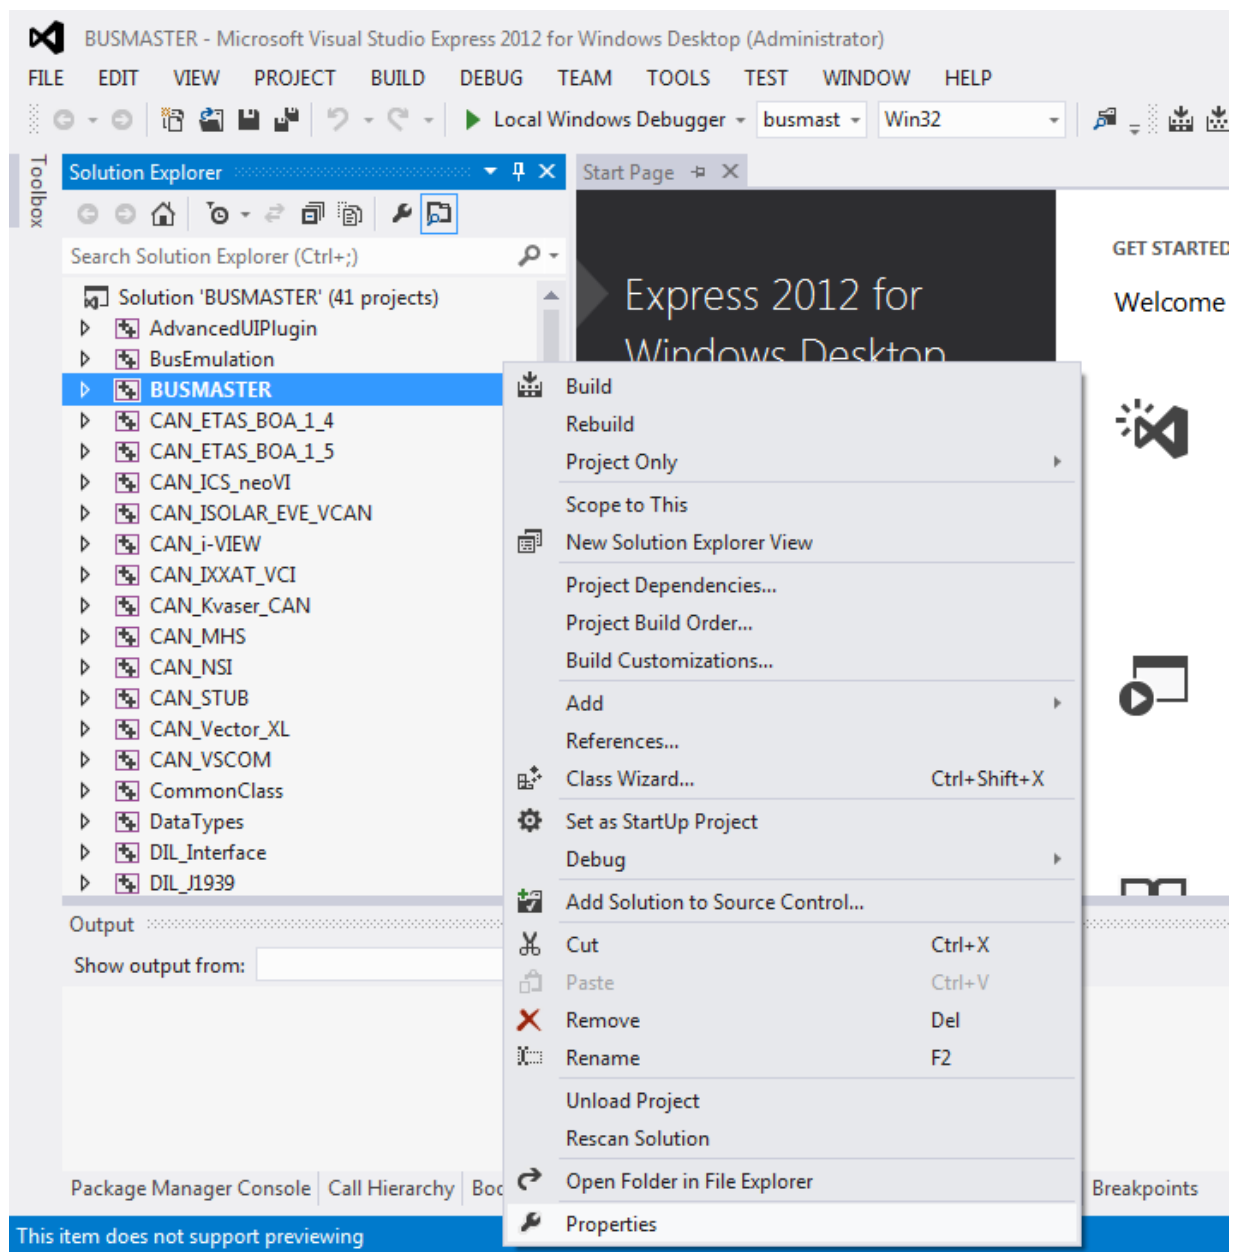 BUSMASTER - Microsoft Visual Studio Express 2012 for Windows Desktop (Administrator)
FILE EDIT VIEW PROJECT BUILD DEBUG TEAM TOOLS TEST WINDOW HELP
Local Windows Debugger busmast Win32
Toolbox
Solution Explorer
Start Page
Search Solution Explorer (Ctrl+;)
GET STARTED
Welcome
Express 2012 for
Windows Desktop
Solution 'BUSMASTER' (41 projects)
AdvancedUIPlugin
BusEmulation
BUSMASTER
CAN_ETAS_BOA_1_4
CAN_ETAS_BOA_1_5
CAN_ICS_neoVI
CAN_ISOLAR_EVE_VCAN
CAN_i-VIEW
CAN_IXXAT_VCI
CAN_Kvaser_CAN
CAN_MHS
CAN_NSI
CAN_STUB
CAN_Vector_XL
CAN_VSCOM
CommonClass
DataTypes
DIL_Interface
DIL_J1939
Build
Rebuild
Project Only
Scope to This
New Solution Explorer View
Project Dependencies...
Project Build Order...
Build Customizations...
Add
References...
Class Wizard... Ctrl+Shift+X
Set as StartUp Project
Debug
Add Solution to Source Control...
Cut Ctrl+X
Paste Ctrl+V
Remove Del
Rename F2
Unload Project
Rescan Solution
Open Folder in File Explorer
Properties
Output
Show output from:
Package Manager Console Call Hierarchy Boo Breakpoints
This item does not support previewing